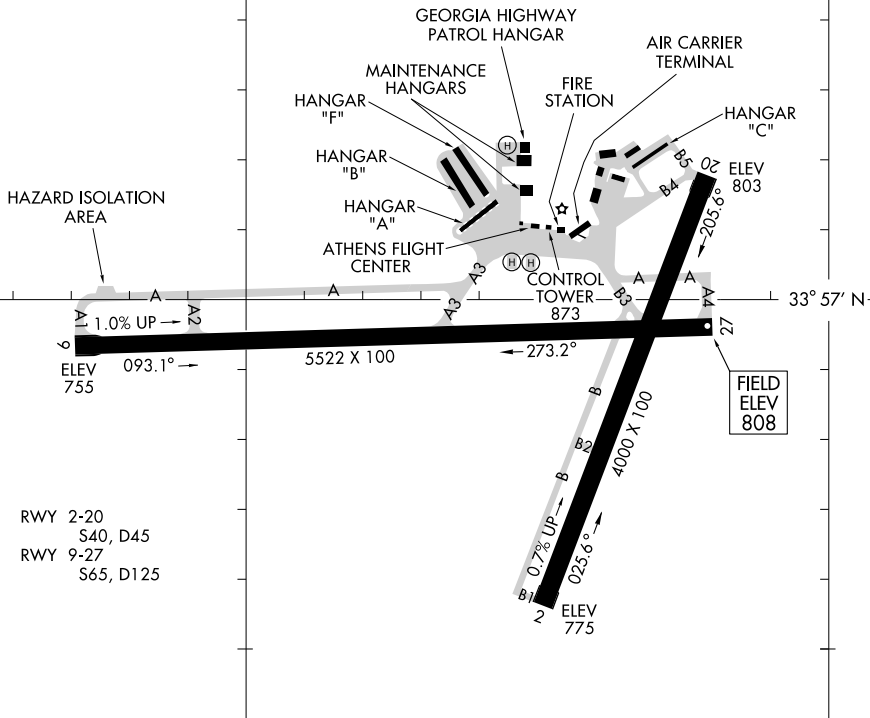 GEORGIA HIGHWAY
PATROL HANGAR
AIR CARRIER
TERMINAL
MAINTENANCE
HANGARS
FIRE
STATION
HANGAR
"F"
HANGAR
"C"
H
B5
20
ELEV
803
HANGAR
"B"
B4
HAZARD ISOLATION
AREA
HANGAR
"A"
205.6°
ATHENS FLIGHT
CENTER
H H
A3
CONTROL
TOWER
873
A
A
A
A
A3
B3
A4
33° 57' N
A1
1.0% UP
A2
27
9
ELEV
755
093.1°
5522 X 100
273.2°
FIELD
ELEV
808
B
4000 X 100
B2
B
RWY 2-20
S40, D45
RWY 9-27
S65, D125
0.7% UP
025.6°
B1
2
ELEV
775